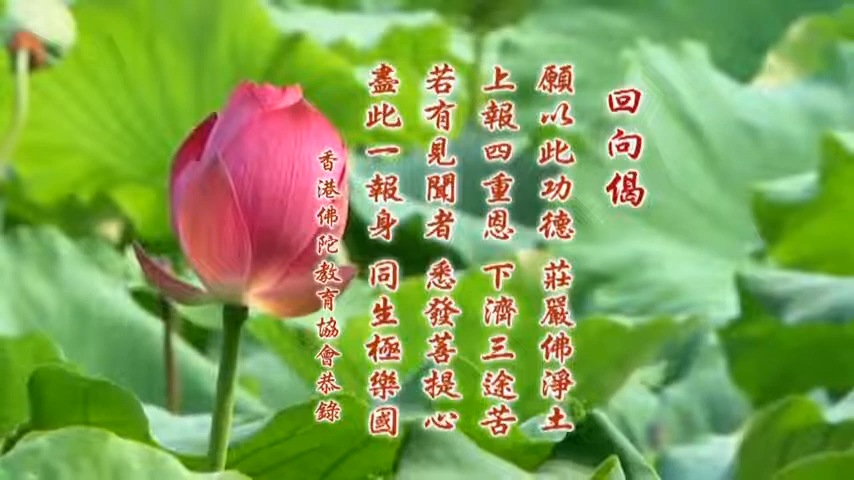 回向偈
願以此功德 莊嚴佛淨土
上報四重恩 下濟三途苦
若有見聞者 悉發菩提心
盡此一報身 同生極樂國
香港佛陀教育協會恭錄